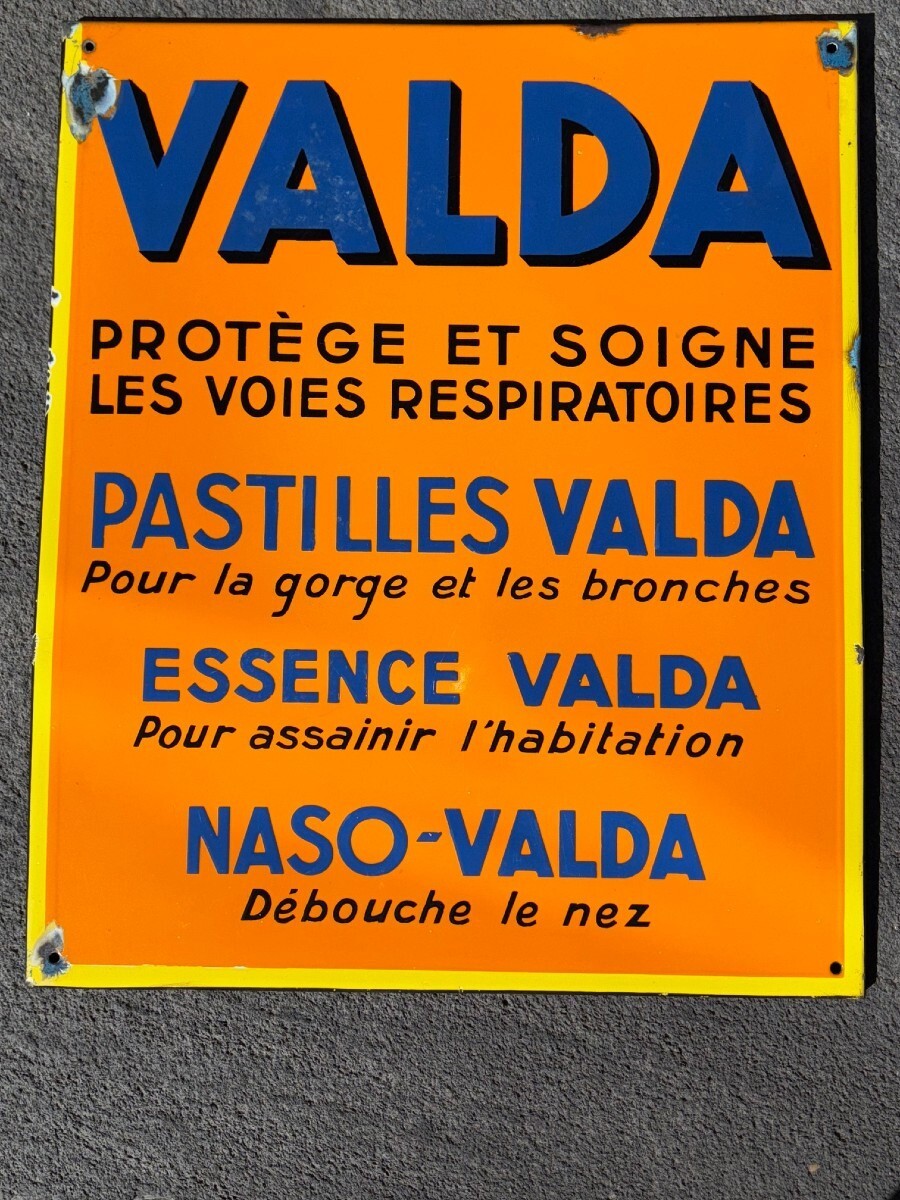 VALDA
PROTÈGE ET SOIGNE
LES VOIES RESPIRATOIRES
PASTILLES VALDA
Pour la gorge et les bronches
ESSENCE VALDA
Pour assainir l'habitation
NASO-VALDA
Débouche le nez